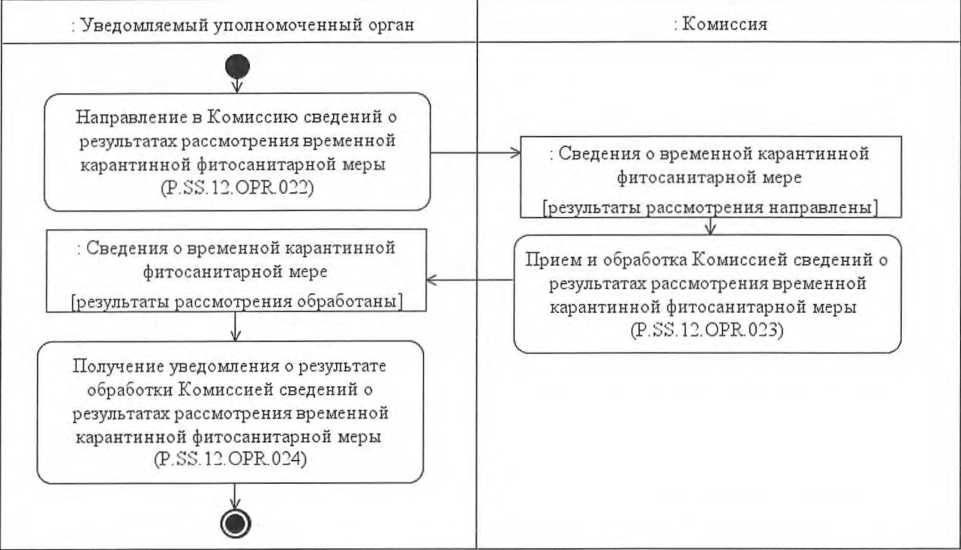 : Уведомляемый уполномоченный орган
: Комиссия
Направление в Комиссию сведений о
результатах рассмотрения временной
карантинной фитосанитарной меры
(P.SS.12.OPR.022)
: Сведения о временной карантинной
фитосанитарной мере
[результаты рассмотрения направлены]
: Сведения о временной карантинной
фитосанитарной мере
[результаты рассмотрения обработаны]
Прием и обработка Комиссией сведений о
результатах рассмотрения временной
карантинной фитосанитарной меры
(P.SS.12.OPR.023)
Получение уведомления о результате
обработки Комиссией сведений о
результатах рассмотрения временной
карантинной фитосанитарной меры
(P.SS.12.OPR.024)